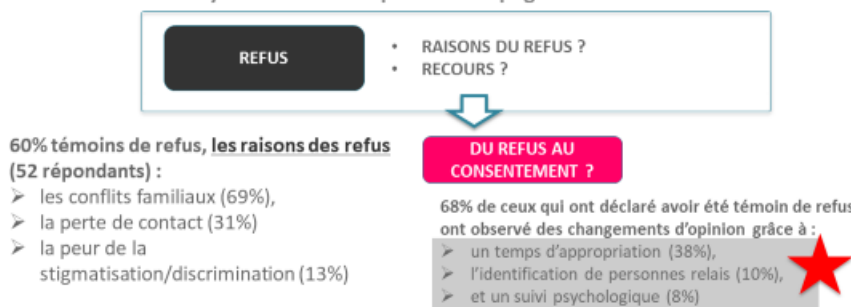 REFUS
• RAISONS DU REFUS ?
• RECOURS ?
60% témoins de refus, les raisons des refus
(52 répondants) :
➢ les conflits familiaux (69%),
➢ la perte de contact (31%)
➢ la peur de la
stigmatisation/discrimination (13%)
DU REFUS AU
CONSENTEMENT ?
68% de ceux qui ont déclaré avoir été témoin de refus
ont observé des changements d'opinion grâce à :
➢ un temps d'appropriation (38%),
➢ l'identification de personnes relais (10%),
➢ et un suivi psychologique (8%)